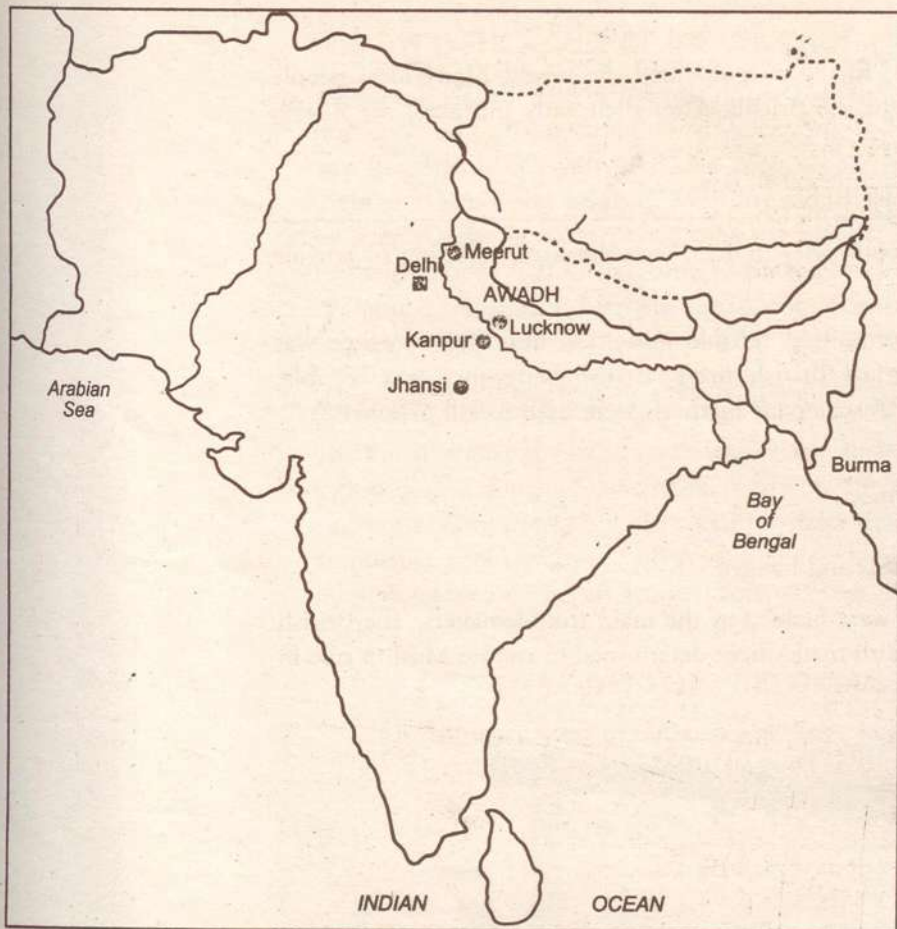 Meerut
Delhi
AWADH
Lucknow
Kanpur
Jhansi
Arabian
Sea
Burma
Bay
of
Bengal
INDIAN OCEAN